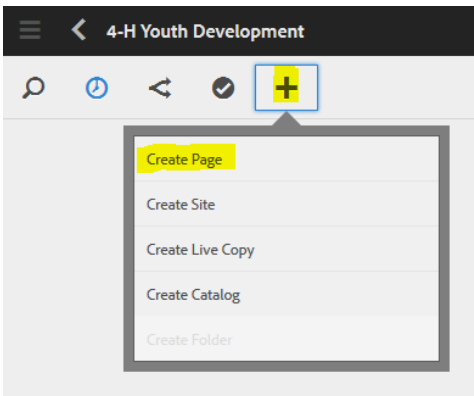 4-H Youth Development
Create Page
Create Site
Create Live Copy
Create Catalog
Create Folder